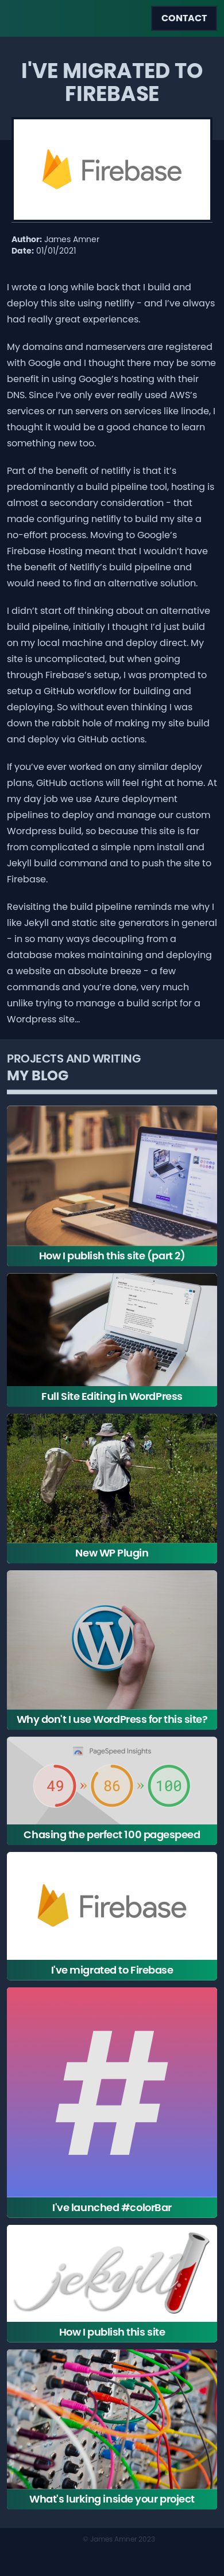 CONTACT
I'VE MIGRATED TO
FIREBASE
Firebase
Author: James Amner
Date: 01/01/2021
I wrote a long while back that I build and
deploy this site using netlify - and I've always
had really great experiences.
My domains and nameservers are registered
with Google and I thought there may be some
benefit in using Google's hosting with their
DNS. Since I've only ever really used AWS's
services or run servers on services like linode, I
thought it would be a good chance to learn
something new too.
Part of the benefit of netlify is that it's
predominantly a build pipeline tool, hosting is
almost a secondary consideration - that
made configuring netlify to build my site a
no-effort process. Moving to Google's
Firebase Hosting meant that I wouldn't have
the benefit of Netlify's build pipeline and
would need to find an alternative solution.
I didn't start off thinking about an alternative
build pipeline, initially I thought I'd just build
on my local machine and deploy direct. My
site is uncomplicated, but when going
through Firebase's setup, I was prompted to
setup a GitHub workflow for building and
deploying. So without even thinking I was
down the rabbit hole of making my site build
and deploy via GitHub actions.
If you've ever worked on any similar deploy
plans, GitHub actions will feel right at home. At
my day job we use Azure deployment
pipelines to deploy and manage our custom
Wordpress build, so because this site is far
from complicated a simple npm install and
Jekyll build command and to push the site to
Firebase.
Revisiting the build pipeline reminds me why I
like Jekyll and static site generators in general
- in so many ways decoupling from a
database makes maintaining and deploying
a website an absolute breeze - a few
commands and you're done, very much
unlike trying to manage a build script for a
Wordpress site...
PROJECTS AND WRITING
MY BLOG
How I publish this site (part 2)
Full Site Editing in WordPress
New WP Plugin
Why don't I use WordPress for this site?
PageSpeed Insights
49 » 86 » 100
Chasing the perfect 100 pagespeed
Firebase
I've migrated to Firebase
#
I've launched #colorBar
jekyll
How I publish this site
What's lurking inside your project
© James Amner 2023